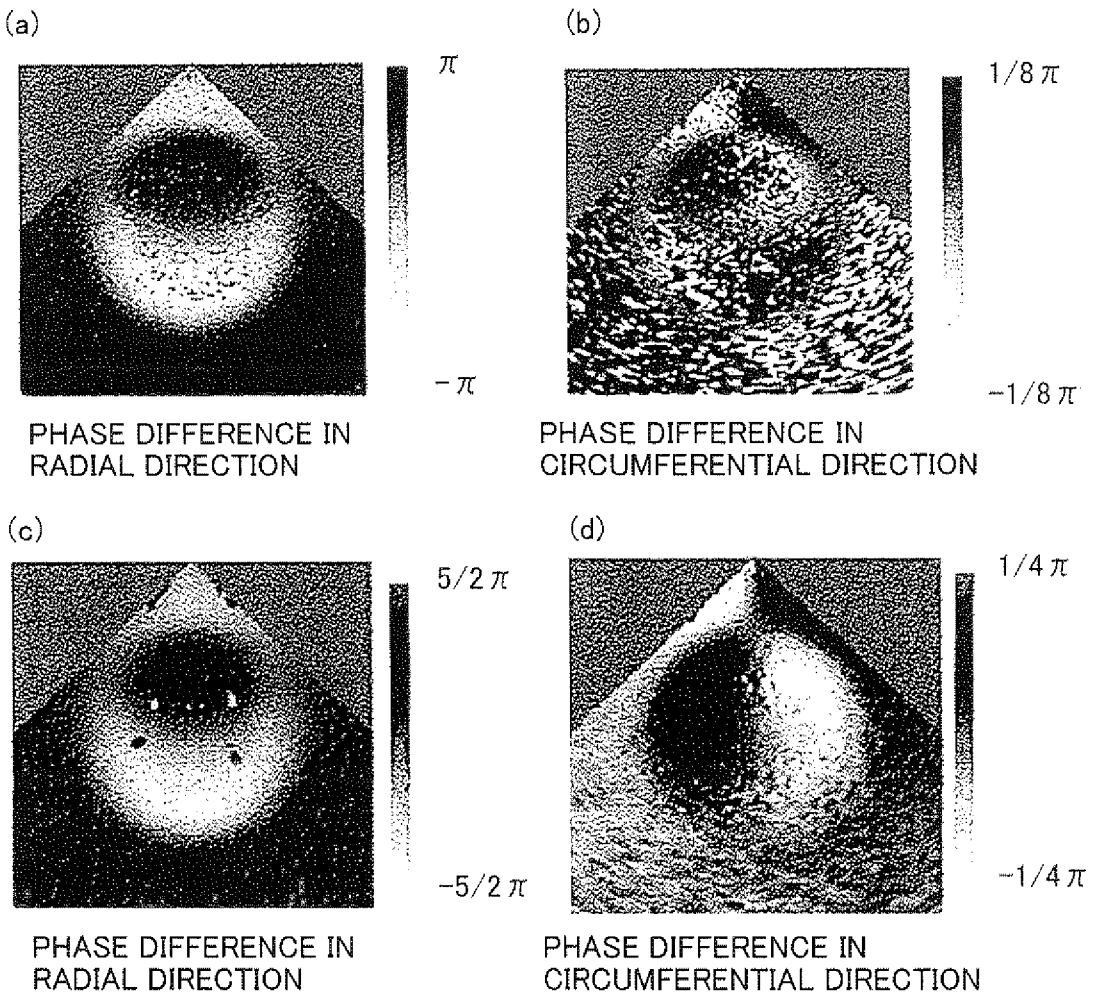 (a)
π
-π
PHASE DIFFERENCE IN
RADIAL DIRECTION
(b)
1/8 π
-1/8 π
PHASE DIFFERENCE IN
CIRCUMFERENTIAL DIRECTION
(c)
5/2 π
-5/2 π
PHASE DIFFERENCE IN
RADIAL DIRECTION
(d)
1/4 π
-1/4 π
PHASE DIFFERENCE IN
CIRCUMFERENTIAL DIRECTION